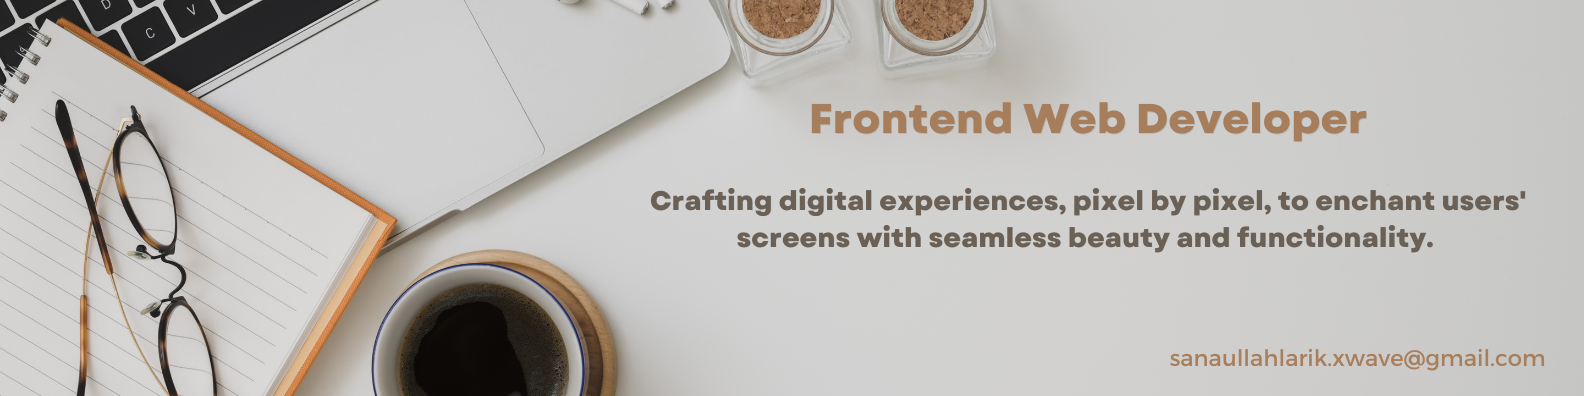 D
C
V
Frontend Web Developer
Crafting digital experiences, pixel by pixel, to enchant users'
screens with seamless beauty and functionality.
sanaullahlarik.xwave@gmail.com